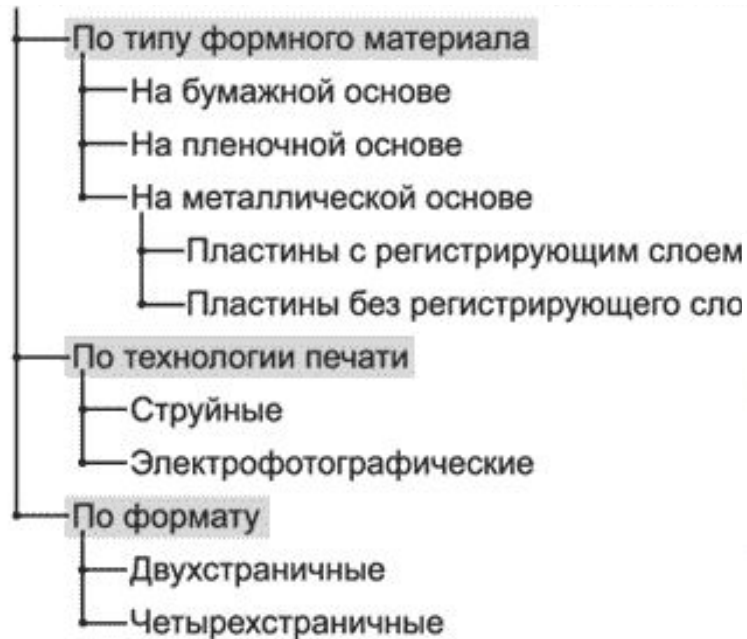 По типу формного материала
На бумажной основе
На пленочной основе
На металлической основе
Пластины с регистрирующим слоем
Пластины без регистрирующего сло
По технологии печати
Струйные
Электрофотографические
По формату
Двухстраничные
Четырехстраничные